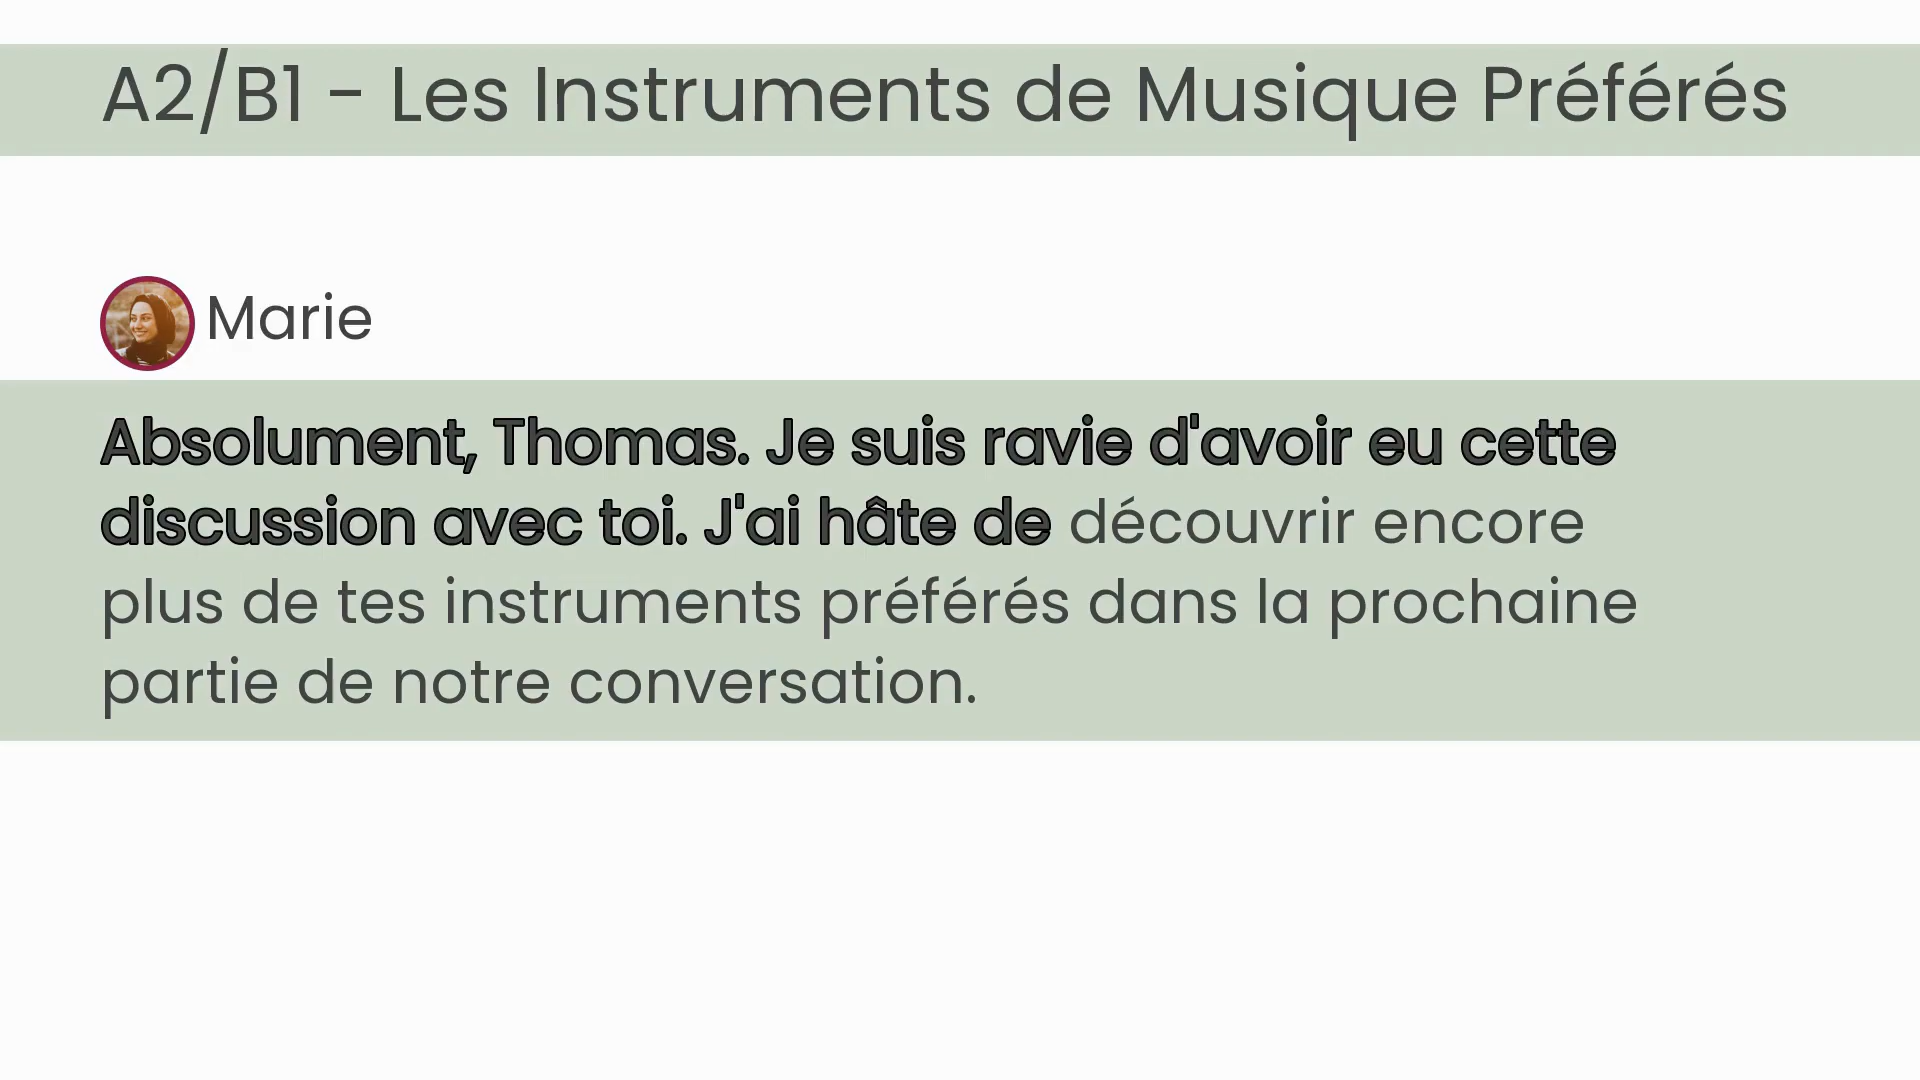 A2/B1 - Les Instruments de Musique Préférés
Marie
Absolument, Thomas. Je suis ravie d'avoir eu cette
discussion avec toi. J'ai hâte de découvrir encore
plus de tes instruments préférés dans la prochaine
partie de notre conversation.